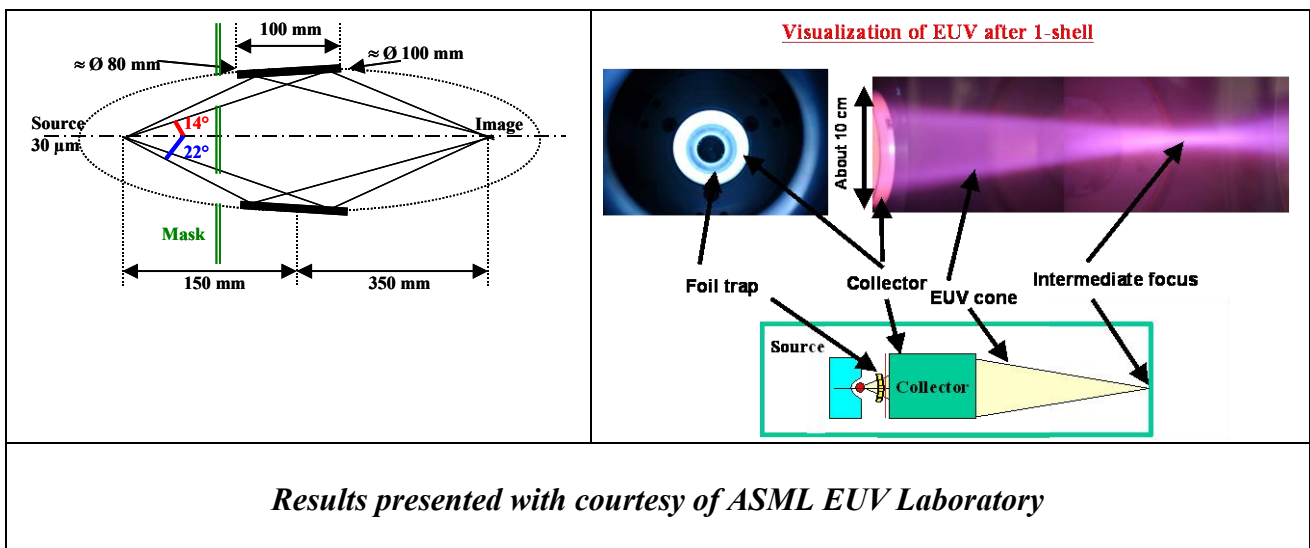 100 mm
≈ Ø 80 mm
≈ Ø 100 mm
Source
30 µm
14°
22°
Image
Mask
150 mm
350 mm
Visualization of EUV after 1-shell
About 10 cm
Foil trap
Collector
EUV cone
Intermediate focus
Source
Collector
Results presented with courtesy of ASML EUV Laboratory